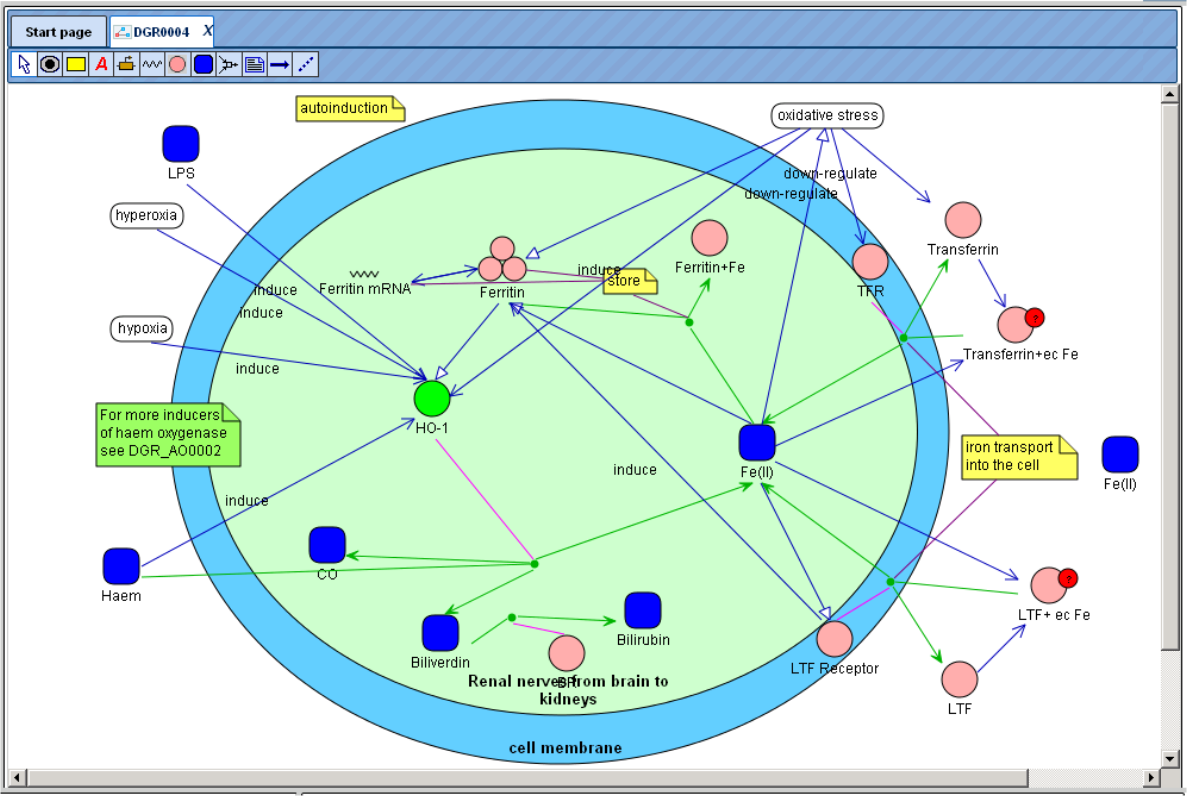 Start page
DGR0004 X
A
autoinduction
oxidative stress
LPS
down-regulate
down-regulate
hyperoxia
Transferrin
Ferritin+Fe
induce
store
Ferritin mRNA
Ferritin
TFR
induce
induce
hypoxia
Transferrin+ec Fe
?
induce
For more inducers
of haem oxygenase
see DGR_AO0002
HO-1
iron transport
into the cell
Fe(II)
Fe(II)
induce
induce
CO
Haem
?
LTF+ ec Fe
Bilirubin
Biliverdin
LTF Receptor
BR
Renal nerves from brain to
kidneys
LTF
cell membrane